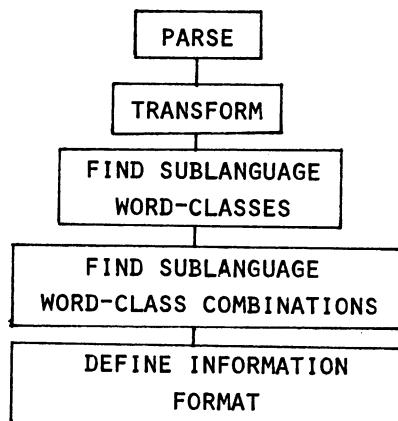 PARSE
TRANSFORM
FIND SUBLANGUAGE
WORD-CLASSES
FIND SUBLANGUAGE
WORD-CLASS COMBINATIONS
DEFINE INFORMATION
FORMAT